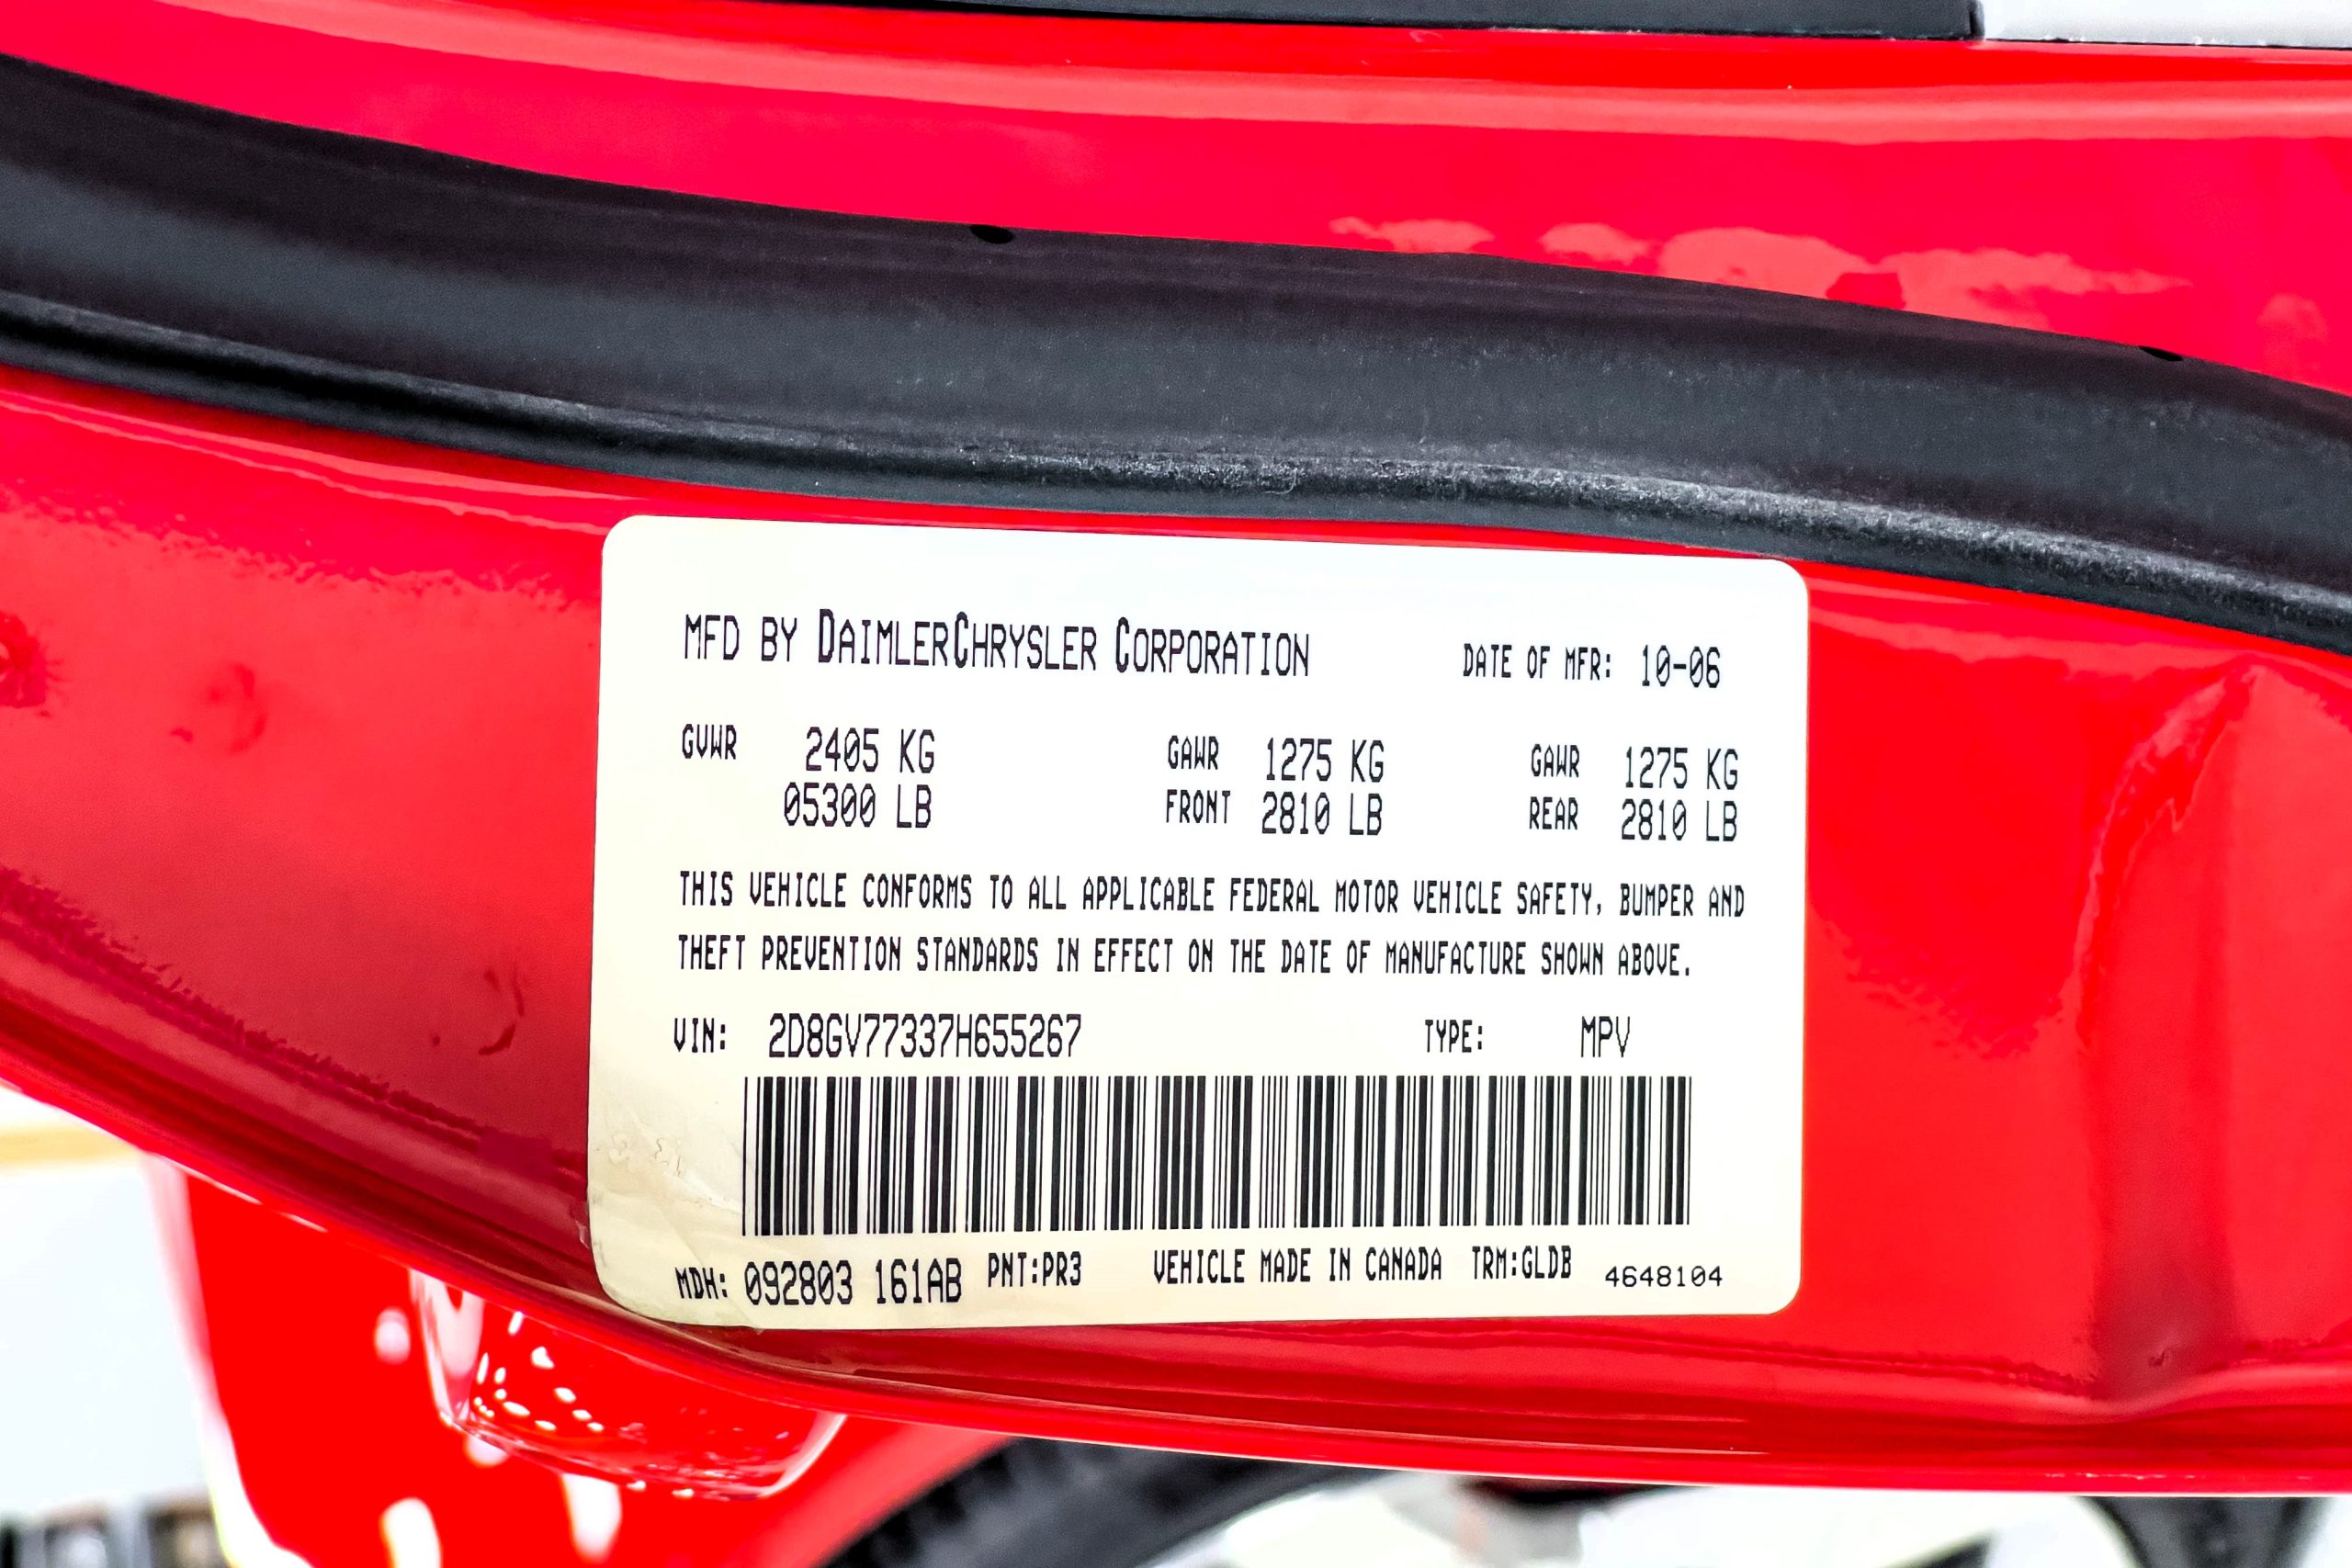 MFD BY DAIMLERCHRYSLER CORPORATION DATE OF MFR: 10-06
GVWR 2405 KG GAWR 1275 KG GAWR 1275 KG
05300 LB FRONT 2810 LB REAR 2810 LB
THIS VEHICLE CONFORMS TO ALL APPLICABLE FEDERAL MOTOR VEHICLE SAFETY, BUMPER AND
THEFT PREVENTION STANDARDS IN EFFECT ON THE DATE OF MANUFACTURE SHOWN ABOVE.
VIN: 2D8GV77337H655267 TYPE: MPV
MDH: 092803 161AB PNT:PR3 VEHICLE MADE IN CANADA TRM:GLDB 4648104